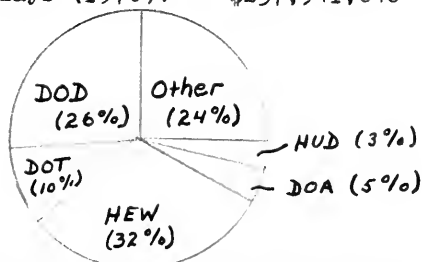 DOD
(26%)
Other
(24%)
HUD (3%)
DOA (5%)
DOT
(10%)
HEW
(32%)